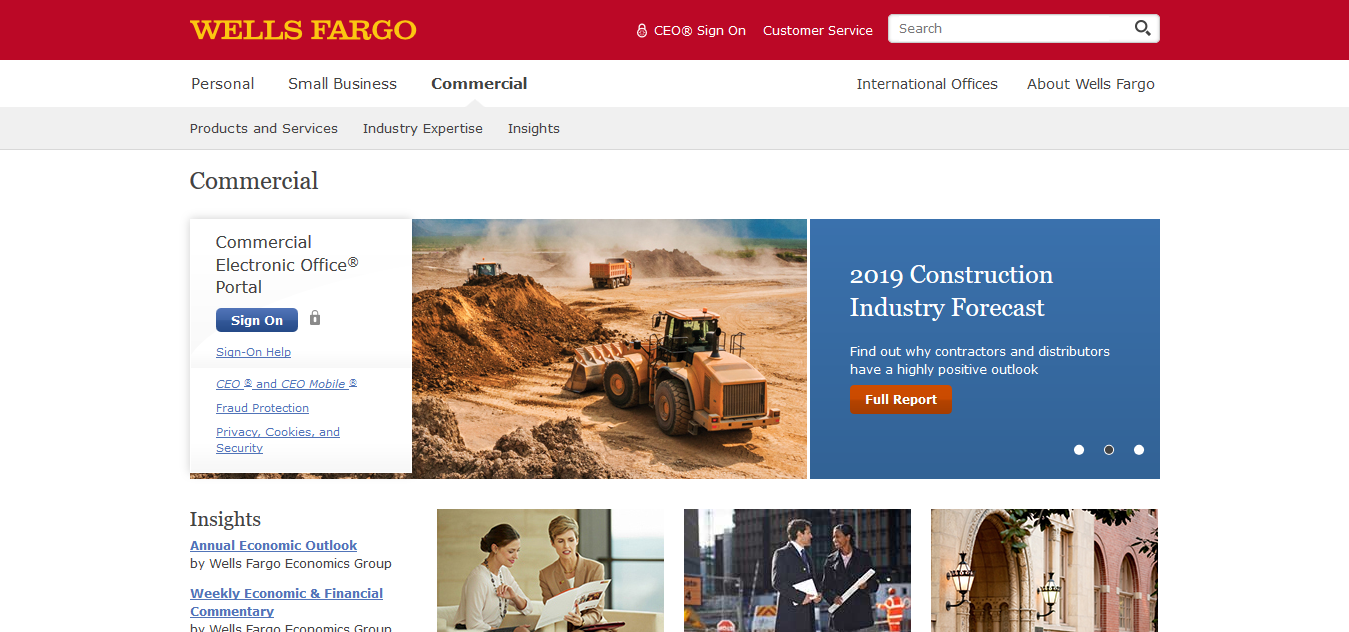 WELLS FARGO
CEO® Sign On
Customer Service
Search
Personal
Small Business
Commercial
International Offices
About Wells Fargo
Products and Services
Industry Expertise
Insights
Commercial
Commercial
Electronic Office®
Portal
Sign On
Sign-On Help
CEO ® and CEO Mobile ®
Fraud Protection
Privacy, Cookies, and
Security
2019 Construction
Industry Forecast
Find out why contractors and distributors
have a highly positive outlook
Full Report
Insights
Annual Economic Outlook
by Wells Fargo Economics Group
Weekly Economic & Financial
Commentary
by Wells Fargo Economics Group